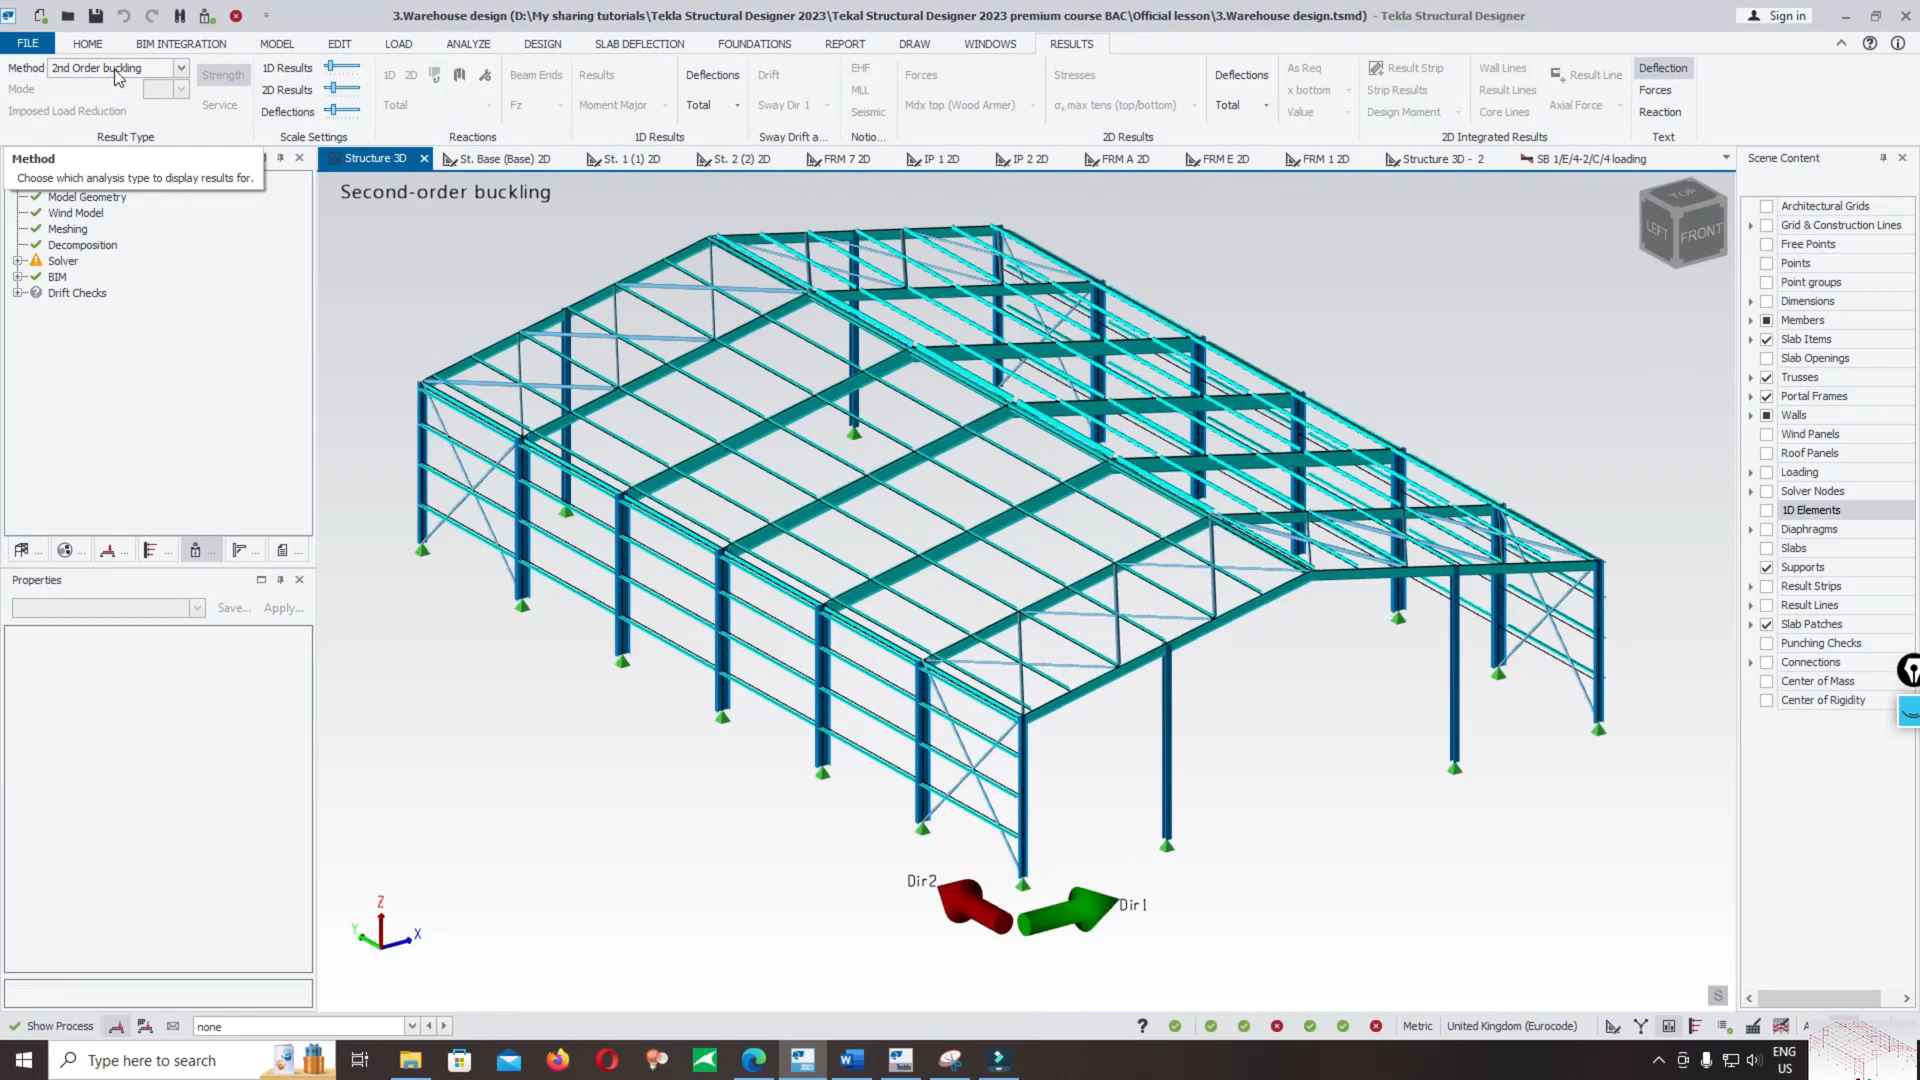 3.Warehouse design (D:\My sharing tutorials\Tekla Structural Designer 2023\Tekal Structural Designer 2023 premium course BAC\Official lesson\3.Warehouse design.tsmd) - Tekla Structural Designer
Sign in
FILE HOME BIM INTEGRATION MODEL EDIT LOAD ANALYZE DESIGN SLAB DEFLECTION FOUNDATIONS REPORT DRAW WINDOWS RESULTS
Method 2nd Order buckling Strength 1D Results 1D 2D Beam Ends Results Deflections Drift EHF Forces Stresses Deflections As Req Result Strip Wall Lines Result Line Deflection
Mode 2D Results MLL x bottom Strip Results Result Lines Forces
Service Total Fz Moment Major Total Sway Dir 1 Mdx top (Wood Armer) σx max tens (top/bottom) Total Axial Force
Imposed Load Reduction Deflections Seismic Value Design Moment Core Lines Reaction
Result Type Scale Settings Reactions 1D Results Sway Drift a... Notio... 2D Results 2D Integrated Results Text
Method
Choose which analysis type to display results for.
Structure 3D St. Base (Base) 2D St. 1 (1) 2D St. 2 (2) 2D FRM 7 2D IP 1 2D IP 2 2D FRM A 2D FRM E 2D FRM 1 2D Structure 3D - 2 SB 1/E/4-2/C/4 loading
Scene Content
Model Geometry
Wind Model
Meshing
Decomposition
Solver
BIM
Drift Checks
Second-order buckling
TOP
LEFT
FRONT
Architectural Grids
Grid & Construction Lines
Free Points
Points
Point groups
Dimensions
Members
Slab Items
Slab Openings
Trusses
Portal Frames
Walls
Wind Panels
Roof Panels
Loading
Solver Nodes
1D Elements
Diaphragms
Slabs
Supports
Result Strips
Result Lines
Slab Patches
Punching Checks
Connections
Center of Mass
Center of Rigidity
Properties
Save... Apply...
Dir2
Dir1
Z
Y
X
S
Show Process none
Metric United Kingdom (Eurocode)
Type here to search
ENG
US